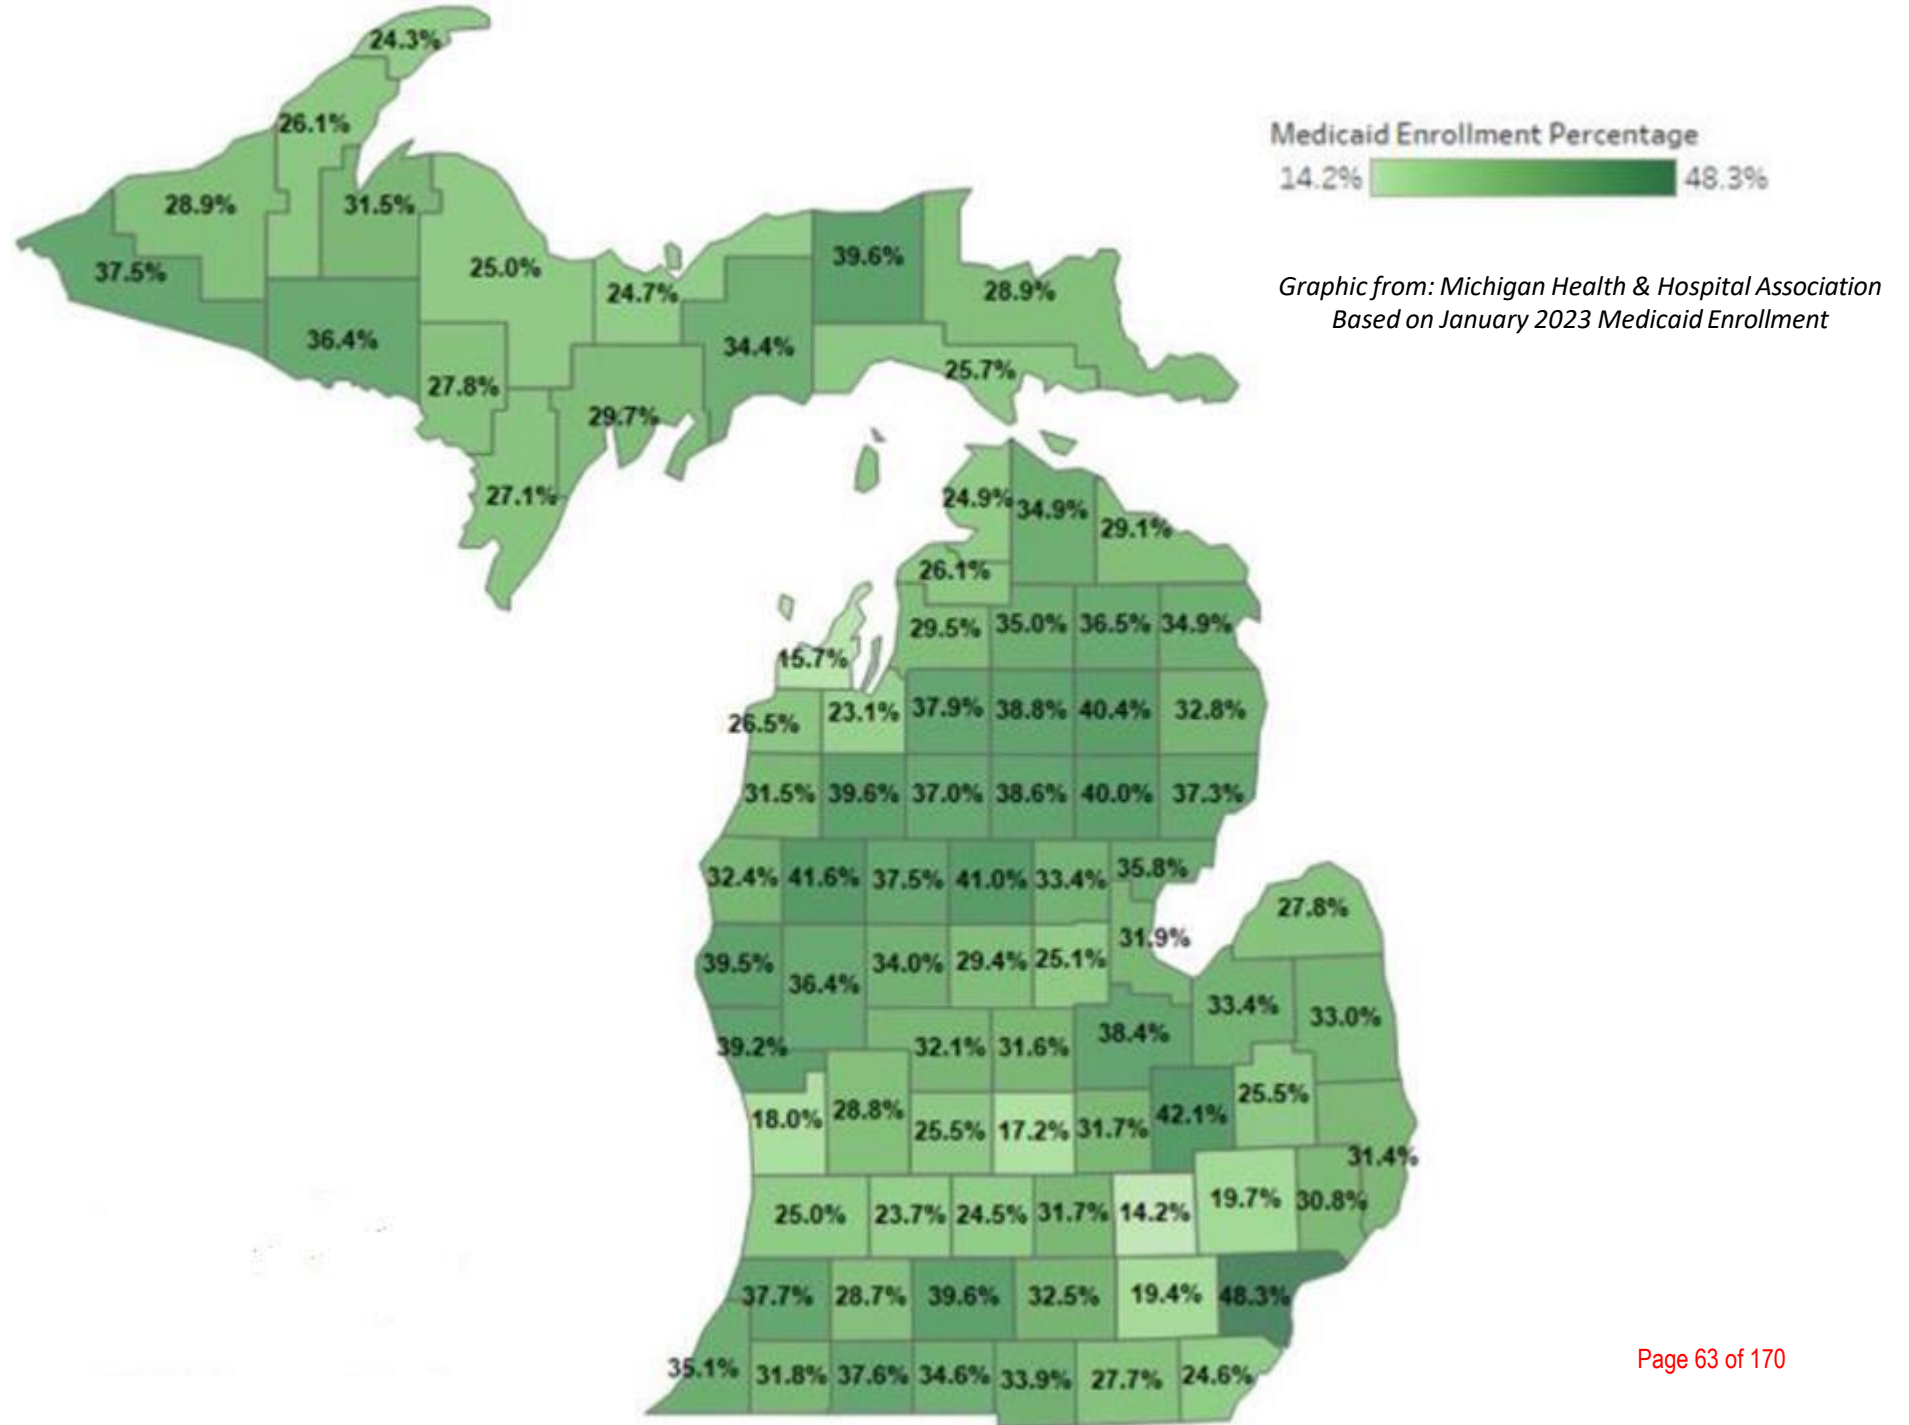 24.3%
26.1%
28.9%
31.5%
37.5%
25.0%
24.7%
39.6%
28.9%
36.4%
34.4%
25.7%
27.8%
29.7%
27.1%
Medicaid Enrollment Percentage
14.2% 48.3%
Graphic from: Michigan Health & Hospital Association
Based on January 2023 Medicaid Enrollment
24.9% 34.9% 29.1%
26.1%
29.5% 35.0% 36.5% 34.9%
15.7%
26.5% 23.1% 37.9% 38.8% 40.4% 32.8%
31.5% 39.6% 37.0% 38.6% 40.0% 37.3%
32.4% 41.6% 37.5% 41.0% 33.4% 35.8%
27.8%
31.9%
39.5% 36.4% 34.0% 29.4% 25.1%
33.4% 33.0%
39.2% 32.1% 31.6% 38.4%
18.0% 28.8% 25.5% 17.2% 31.7% 42.1% 25.5%
31.4%
25.0% 23.7% 24.5% 31.7% 14.2% 19.7% 30.8%
37.7% 28.7% 39.6% 32.5% 19.4% 48.3%
35.1% 31.8% 37.6% 34.6% 33.9% 27.7% 24.6%
Page 63 of 170